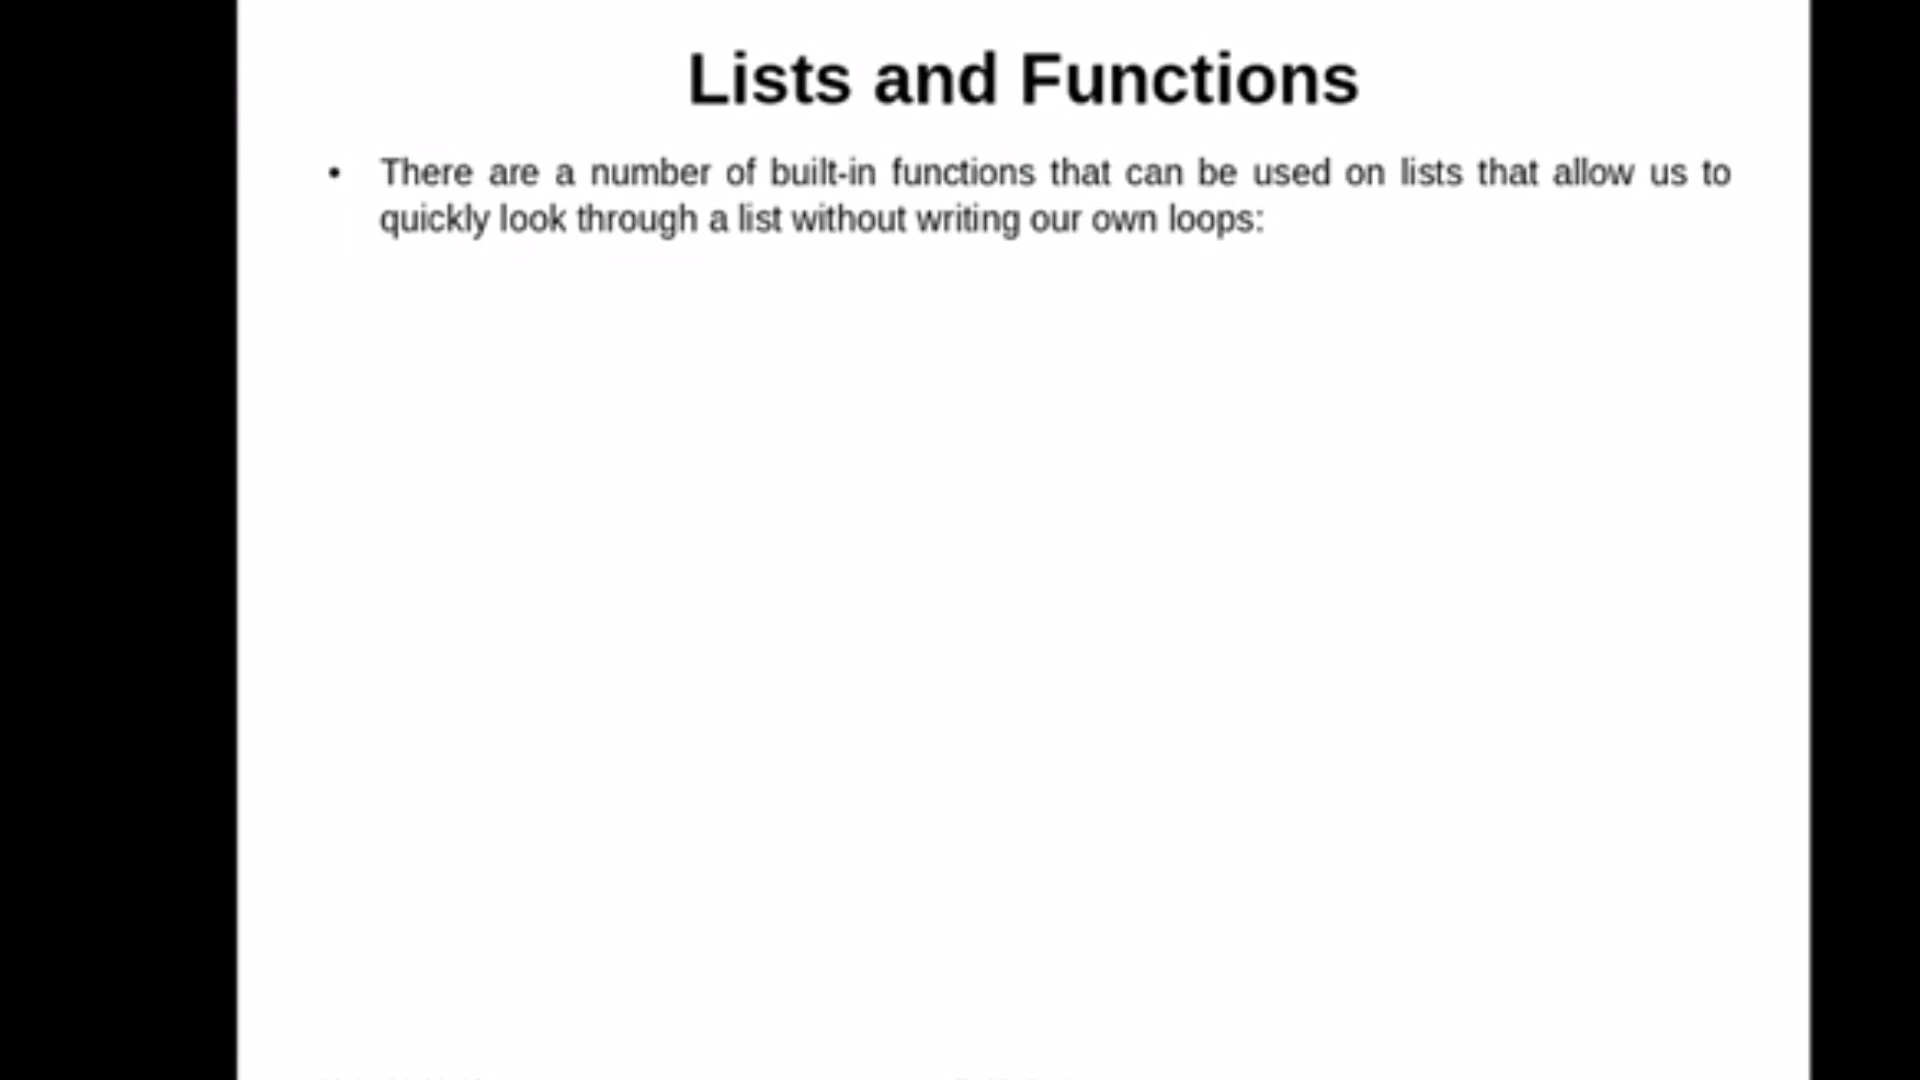 Lists and Functions
• There are a number of built-in functions that can be used on lists that allow us to
quickly look through a list without writing our own loops: